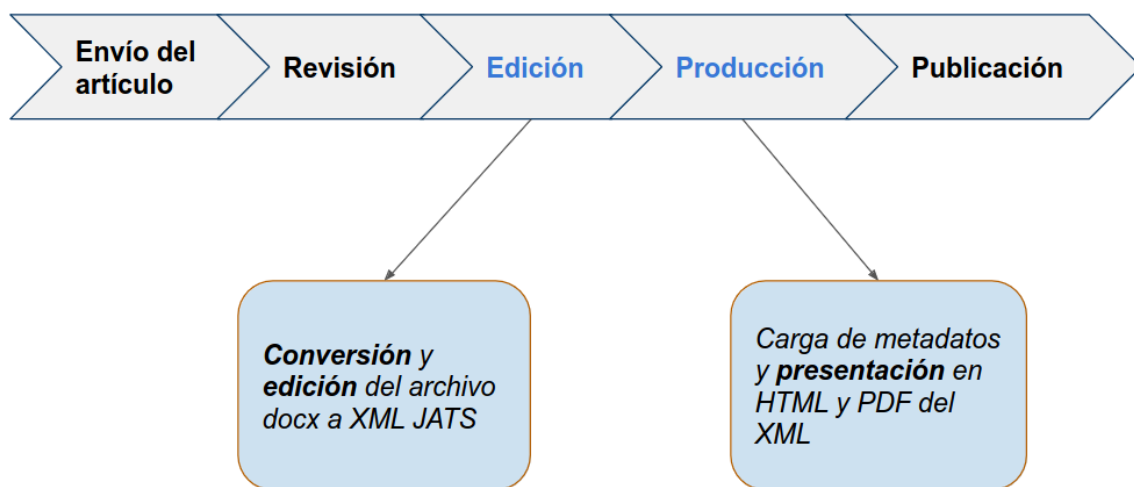 Envío del
artículo
Revisión
Edición
Producción
Publicación
Conversión y
edición del archivo
docx a XML JATS
Carga de metadatos
y presentación en
HTML y PDF del
XML